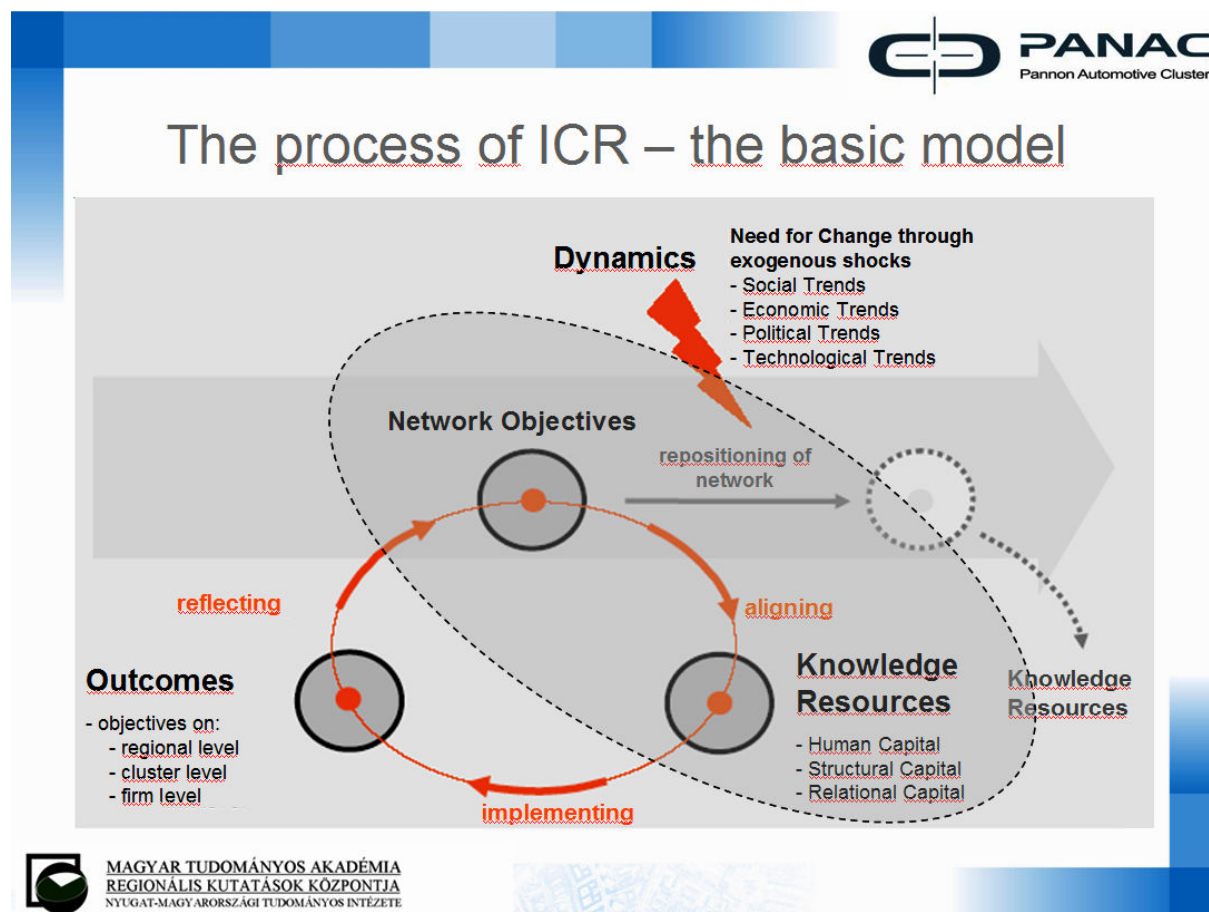 PANAC
Pannon Automotive Cluster
The process of ICR – the basic model
Dynamics
Need for Change through
exogenous shocks
- Social Trends
- Economic Trends
- Political Trends
- Technological Trends
Network Objectives
repositioning of
network
reflecting
aligning
Outcomes
- objectives on:
- regional level
- cluster level
- firm level
Knowledge
Resources
- Human Capital
- Structural Capital
- Relational Capital
Knowledge
Resources
implementing
MAGYAR TUDOMÁNYOS AKADÉMIA
REGIONÁLIS KUTATÁSOK KÖZPONTJA
NYUGAT-MAGYARORSZÁGI TUDOMÁNYOS INTÉZETE